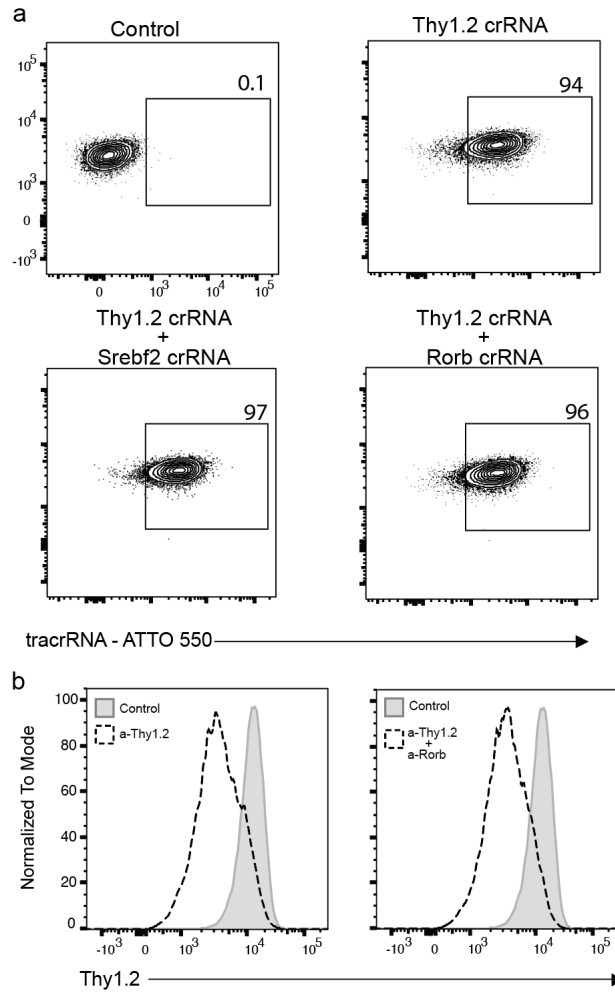 a
Control
Thy1.2 crRNA
0.1
94
10^5
10^4
10^3
0
-10^3
0
10^3
10^4
10^5
Thy1.2 crRNA
+
Srebf2 crRNA
Thy1.2 crRNA
+
Rorb crRNA
97
96
tracrRNA - ATTO 550
b
Normalized To Mode
100
80
60
40
20
0
Control
a-Thy1.2
-10^3
0
10^3
10^4
10^5
Control
a-Thy1.2
+
a-Rorb
-10^3
0
10^3
10^4
10^5
Thy1.2